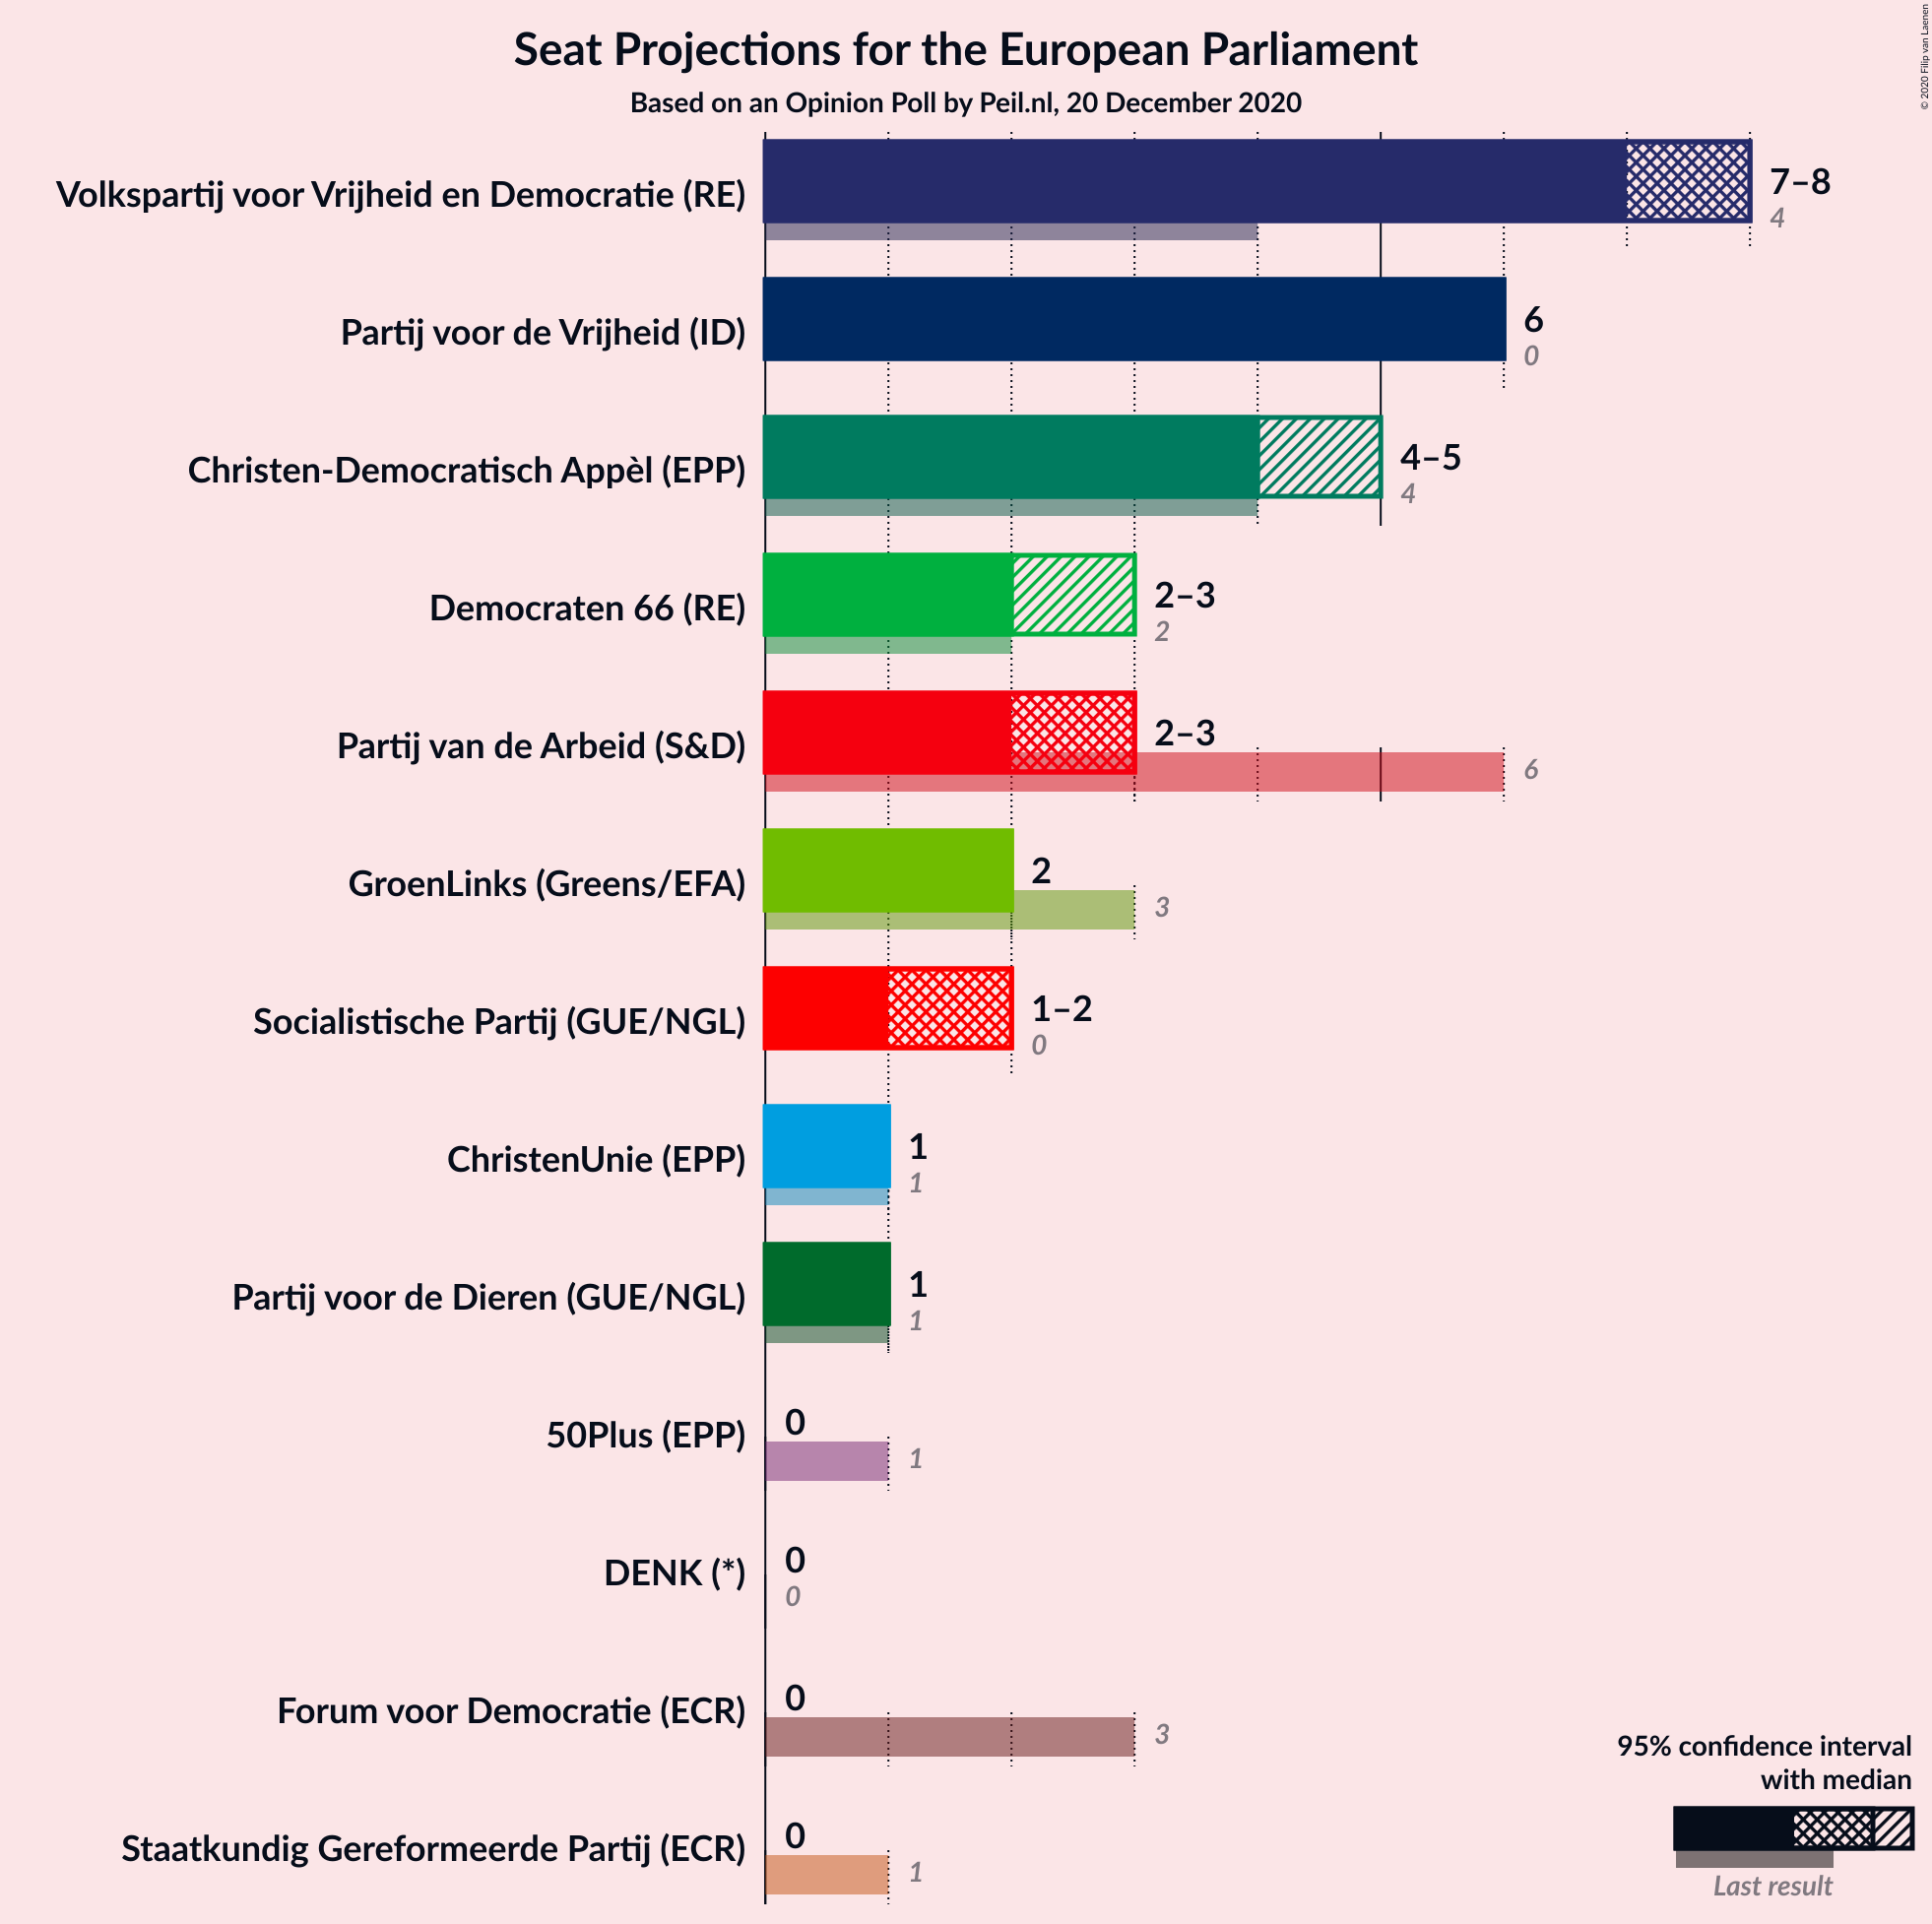 Seat Projections for the European Parliament
Based on an Opinion Poll by Peil.nl, 20 December 2020
© 2020 Filip van Laenen
Volkspartij voor Vrijheid en Democratie (RE)
7–8
4
Partij voor de Vrijheid (ID)
6
0
Christen-Democratisch Appèl (EPP)
4–5
4
Democraten 66 (RE)
2–3
2
Partij van de Arbeid (S&D)
2–3
6
GroenLinks (Greens/EFA)
2
3
Socialistische Partij (GUE/NGL)
1–2
0
ChristenUnie (EPP)
1
1
Partij voor de Dieren (GUE/NGL)
1
1
50Plus (EPP)
0
1
DENK (*)
0
0
Forum voor Democratie (ECR)
0
3
Staatkundig Gereformeerde Partij (ECR)
0
1
95% confidence interval
with median
Last result